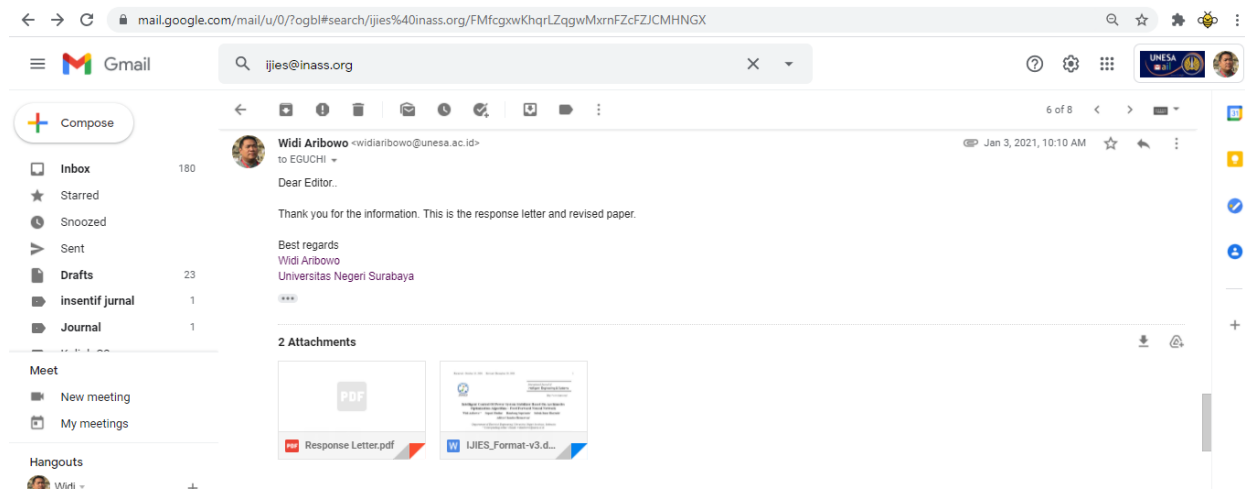 mail.google.com/mail/u/0/?ogbl#search/ijies%40inass.org/FMfcgxwKhqrLZqgwMxrnFZcFZJCMHNGX
Gmail
ijies@inass.org
UNESA
Compose
6 of 8
Widi Aribowo <widiaribowo@unesa.ac.id>
Jan 3, 2021, 10:10 AM
to EGUCHI
Inbox 180
Starred
Snoozed
Sent
Drafts 23
insentif jurnal 1
Journal 1
Dear Editor..
Thank you for the information. This is the response letter and revised paper.
Best regards
Widi Aribowo
Universitas Negeri Surabaya
2 Attachments
PDF
PDF Response Letter.pdf
W IJIES_Format-v3.d...
Meet
New meeting
My meetings
Hangouts
Widi
31